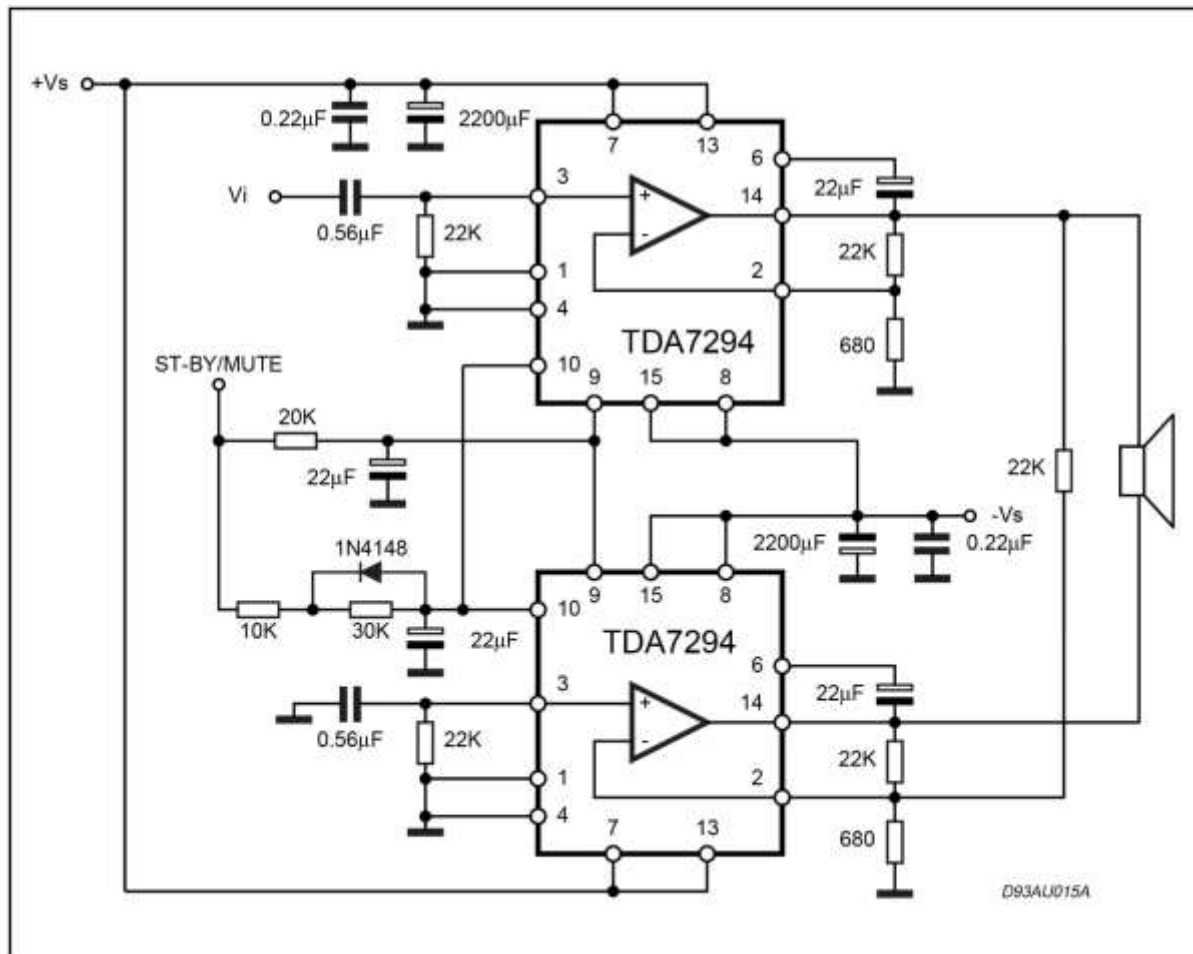 +Vs
0.22µF
2200µF
7
13
6
3
22µF
Vi
14
0.56µF
22K
22K
1
2
4
TDA7294
680
ST-BY/MUTE
10
9
15
8
20K
22µF
22K
-Vs
2200µF
0.22µF
1N4148
9
15
8
10
10K
30K
22µF
TDA7294
6
3
22µF
14
0.56µF
22K
22K
1
2
4
7
13
680
D93AU015A
+
-
+
-